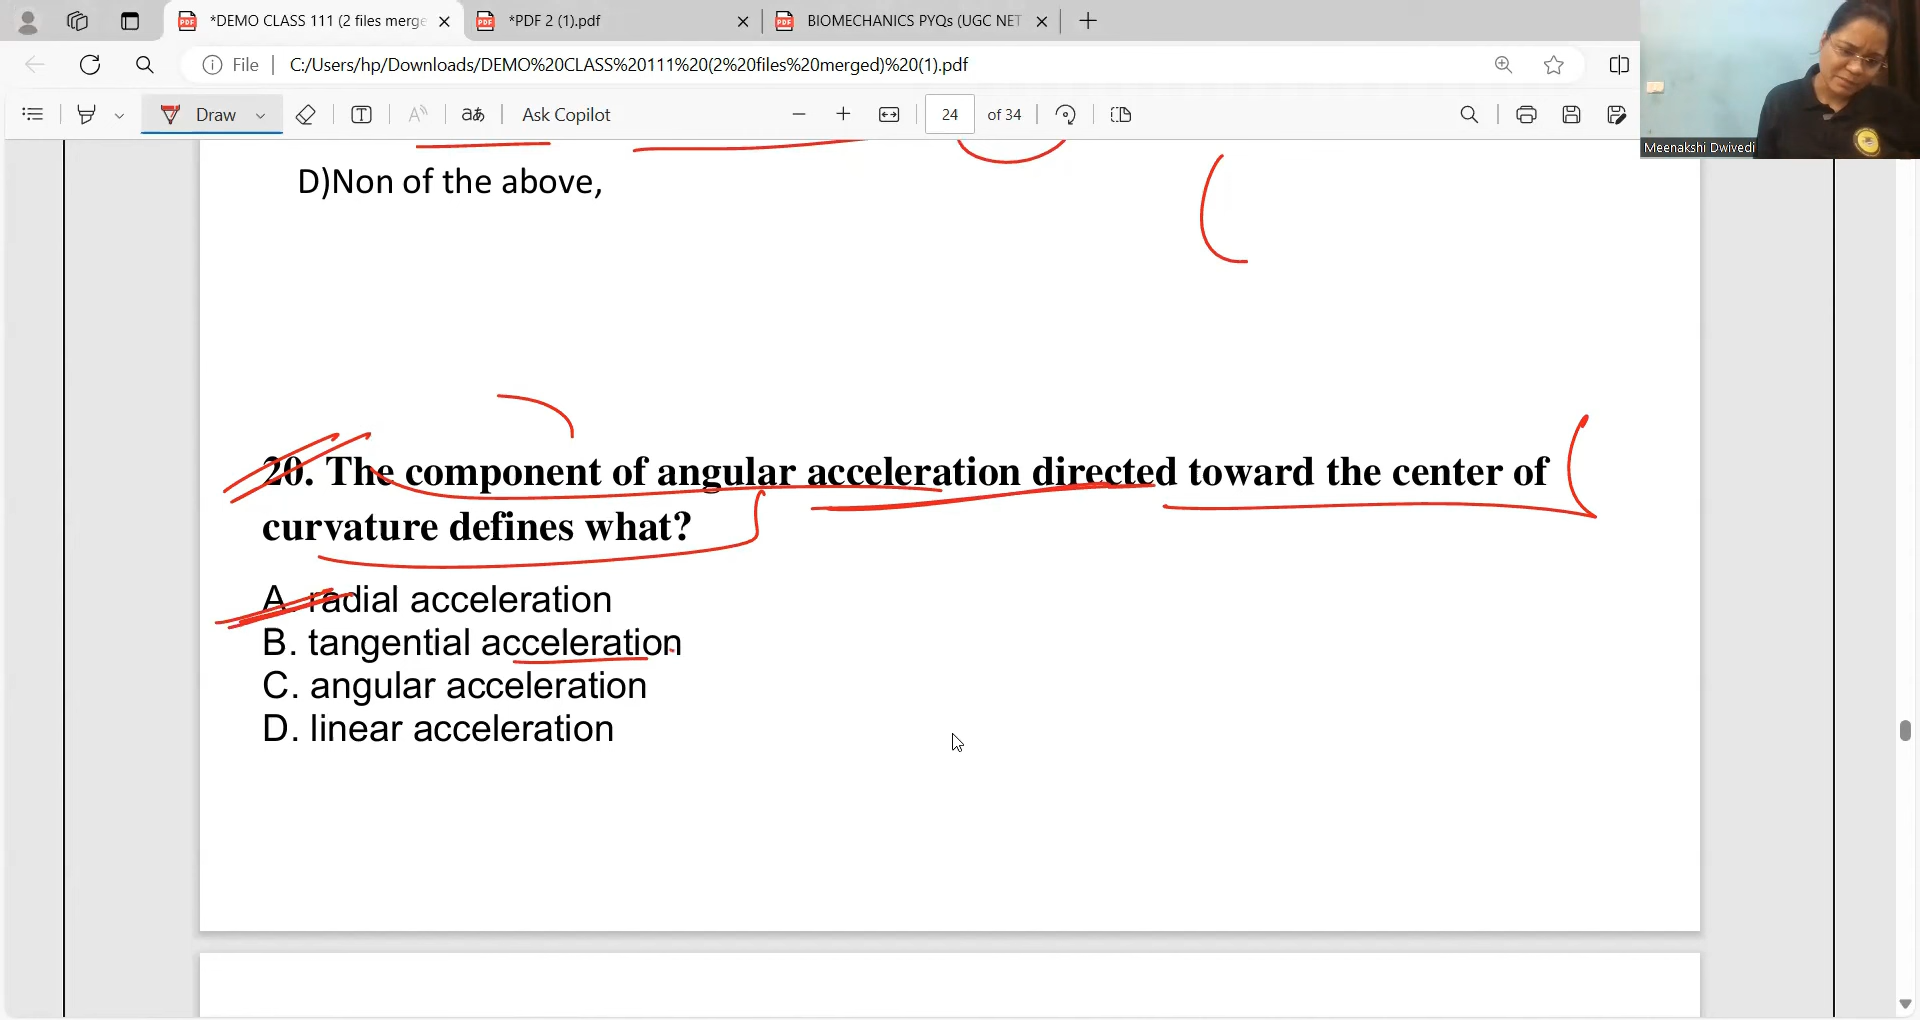 *DEMO CLASS 111 (2 files merge
*PDF 2 (1).pdf
BIOMECHANICS PYQs (UGC NET
File
C:/Users/hp/Downloads/DEMO%20CLASS%20111%20(2%20files%20merged)%20(1).pdf
Draw
aあ
Ask Copilot
24 of 34
Meenakshi Dwivedi
D)Non of the above,
20. The component of angular acceleration directed toward the center of
curvature defines what?
A. radial acceleration
B. tangential acceleration
C. angular acceleration
D. linear acceleration